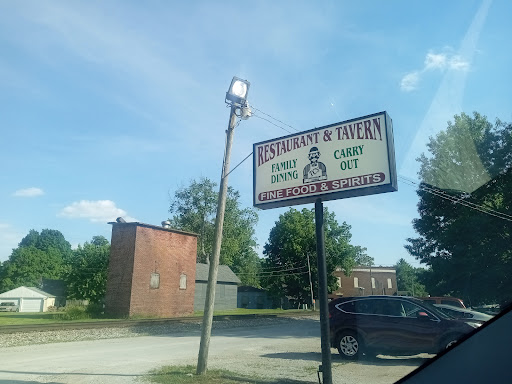 RESTAURANT & TAVERN
FAMILY DINING
CARRY OUT
FINE FOOD & SPIRITS